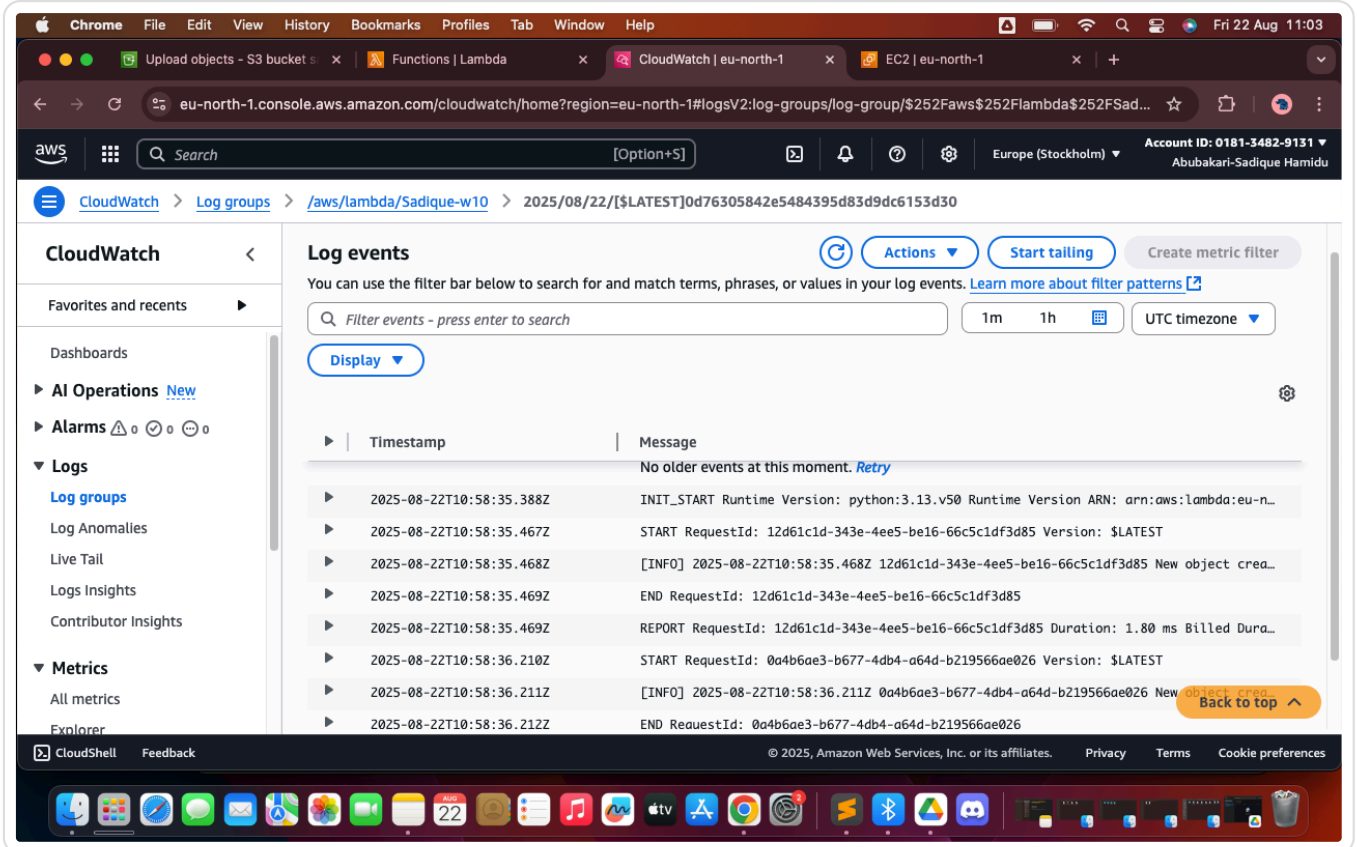 Chrome File Edit View History Bookmarks Profiles Tab Window Help Fri 22 Aug 11:03
Upload objects - S3 bucket s Functions | Lambda CloudWatch | eu-north-1 EC2 | eu-north-1
eu-north-1.console.aws.amazon.com/cloudwatch/home?region=eu-north-1#logsV2:log-groups/log-group/$252Faws$252Flambda$252FSad...
aws Search [Option+S] Europe (Stockholm) Account ID: 0181-3482-9131
Abubakari-Sadique Hamidu
CloudWatch > Log groups > /aws/lambda/Sadique-w10 > 2025/08/22/[$LATEST]0d76305842e5484395d83d9dc6153d30
CloudWatch
Favorites and recents
Dashboards
AI Operations New
Alarms 0 0 0
Logs
Log groups
Log Anomalies
Live Tail
Logs Insights
Contributor Insights
Metrics
All metrics
Explorer
Log events
Actions Start tailing Create metric filter
You can use the filter bar below to search for and match terms, phrases, or values in your log events. Learn more about filter patterns
Filter events - press enter to search 1m 1h UTC timezone
Display
Timestamp Message
No older events at this moment. Retry
2025-08-22T10:58:35.388Z INIT_START Runtime Version: python:3.13.v50 Runtime Version ARN: arn:aws:lambda:eu-n…
2025-08-22T10:58:35.467Z START RequestId: 12d61c1d-343e-4ee5-be16-66c5c1df3d85 Version: $LATEST
2025-08-22T10:58:35.468Z [INFO] 2025-08-22T10:58:35.468Z 12d61c1d-343e-4ee5-be16-66c5c1df3d85 New object crea…
2025-08-22T10:58:35.469Z END RequestId: 12d61c1d-343e-4ee5-be16-66c5c1df3d85
2025-08-22T10:58:35.469Z REPORT RequestId: 12d61c1d-343e-4ee5-be16-66c5c1df3d85 Duration: 1.80 ms Billed Dura…
2025-08-22T10:58:36.210Z START RequestId: 0a4b6ae3-b677-4db4-a64d-b219566ae026 Version: $LATEST
2025-08-22T10:58:36.211Z [INFO] 2025-08-22T10:58:36.211Z 0a4b6ae3-b677-4db4-a64d-b219566ae026 New object crea…
Back to top
2025-08-22T10:58:36.212Z END RequestId: 0a4b6ae3-b677-4db4-a64d-b219566ae026
CloudShell Feedback © 2025, Amazon Web Services, Inc. or its affiliates. Privacy Terms Cookie preferences
AUG
22
tv
2